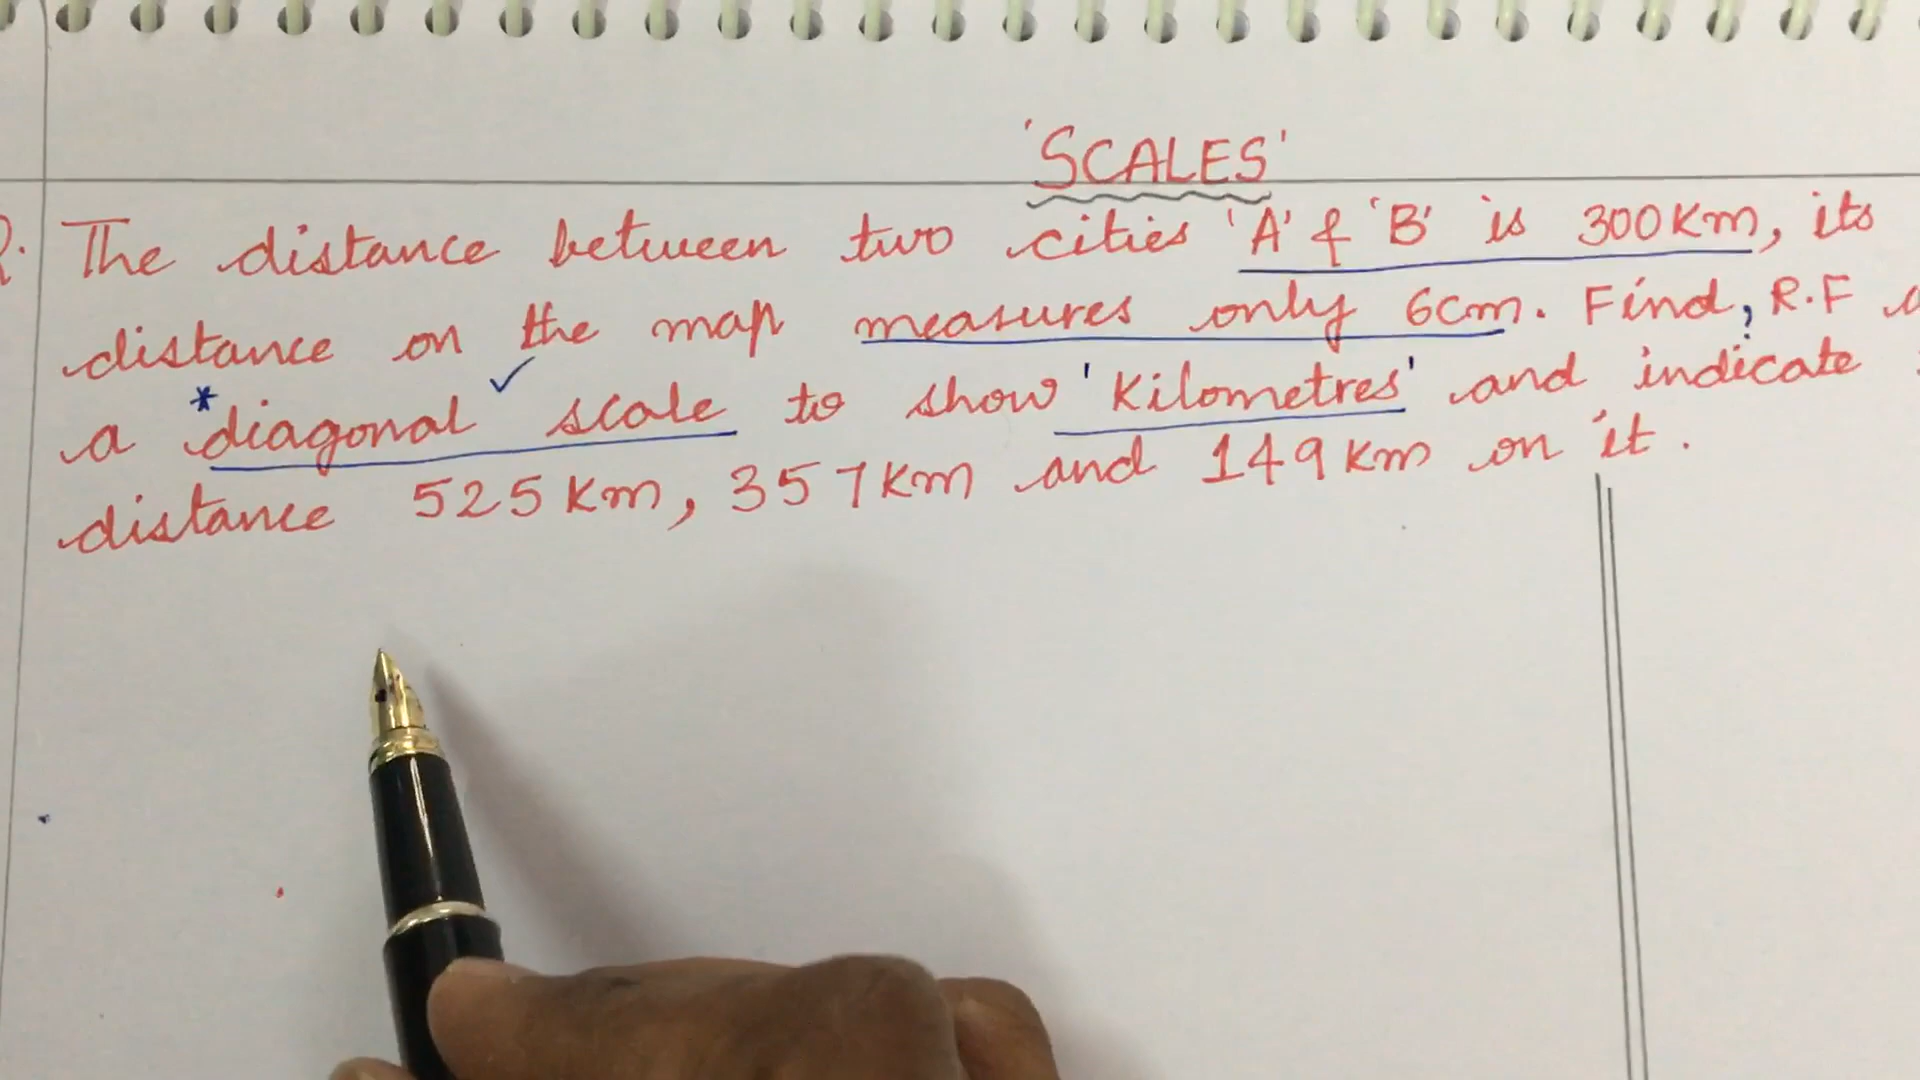 'SCALES'
The distance between two cities 'A' & 'B' is 300Km, its
distance on the map measures only 6cm. Find, R.F
a *diagonal ✓ scale to show 'Kilometres' and indicate
distance 525Km, 357Km and 149Km on it.